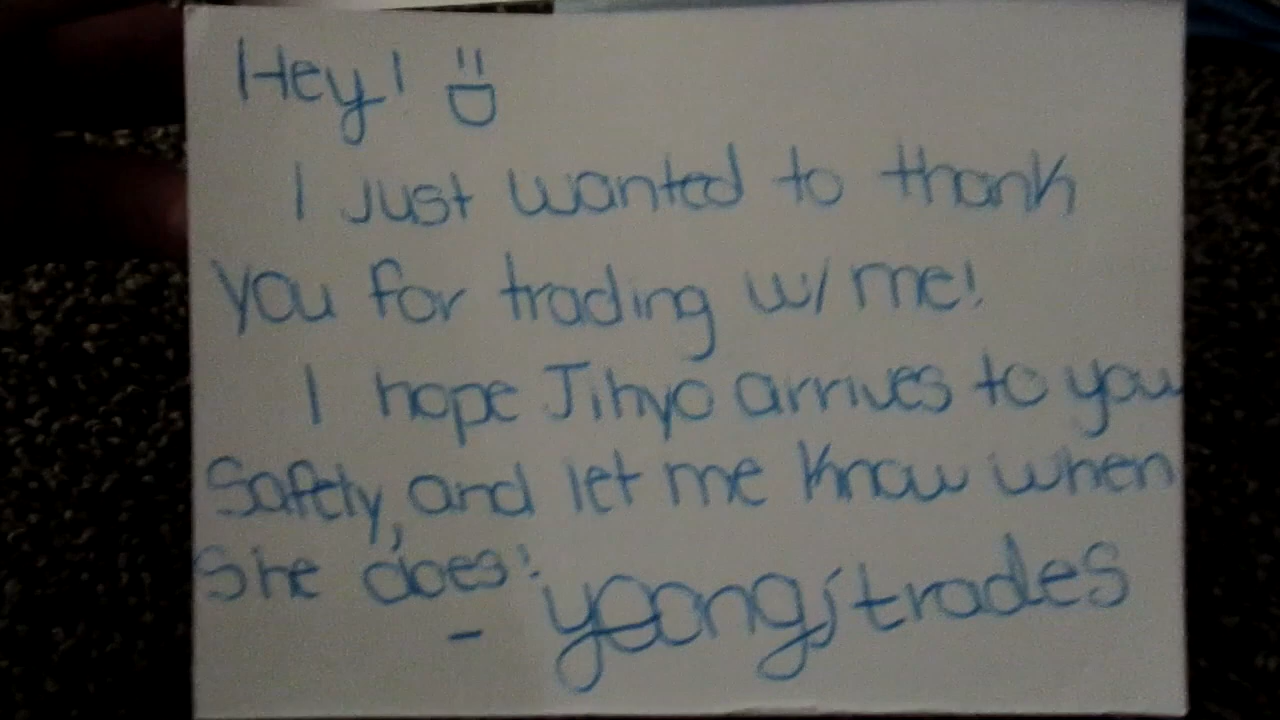 Hey! :D
I Just wanted to thank
you for trading w/ me!
I hope Jihyo arrives to you
Safely, and let me know when
She does!
- yeongstrades